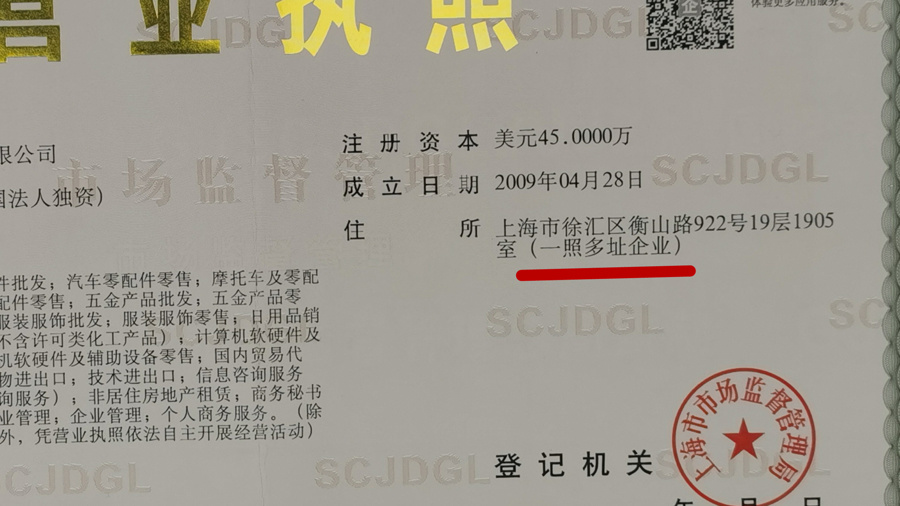 营业执照
体验更多应用服务。
企
限公司
国法人独资)
注册资本 美元45.0000万
成立日期 2009年04月28日
住所 上海市徐汇区衡山路922号19层1905
室（一照多址企业）
件批发；汽车零配件零售；摩托车及零配
配件零售；五金产品批发；五金产品零
服装服饰批发；服装服饰零售；日用品销
不含许可类化工产品）；计算机软硬件及
机软硬件及辅助设备零售；国内贸易代
物进出口；技术进出口；信息咨询服务
询服务）；非居住房地产租赁；商务秘书
业管理；企业管理；个人商务服务。（除
外，凭营业执照依法自主开展经营活动）
市场监督管理
SCJDGL
SCJDGL
SCJDGL
SCJDGL
SCJDGL
登记机关
上海市市场监督管理局
年 月 日